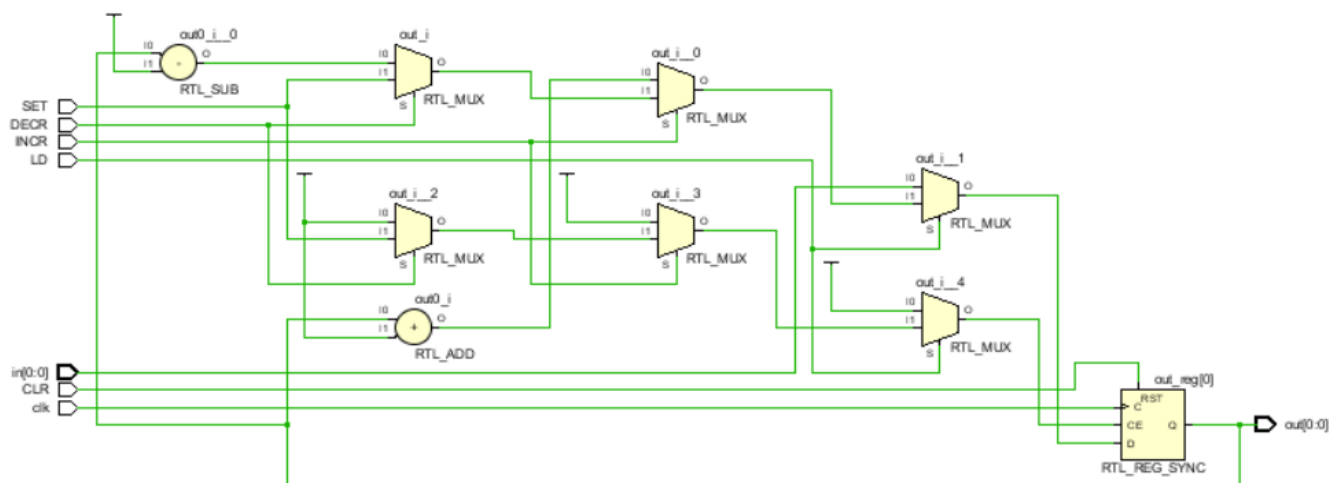 out0_i__0
I0
I1
O
-
RTL_SUB
out_i
I0
I1
O
S
RTL_MUX
out_i__0
I0
I1
O
S
RTL_MUX
SET
DECR
INCR
LD
out_i__1
I0
I1
O
S
RTL_MUX
out_i__2
I0
I1
O
S
RTL_MUX
out_i__3
I0
I1
O
S
RTL_MUX
out0_i
I0
I1
O
+
RTL_ADD
out_i__4
I0
I1
O
S
RTL_MUX
in[0:0]
CLR
clk
out_reg[0]
RST
C
CE
D
Q
RTL_REG_SYNC
out[0:0]